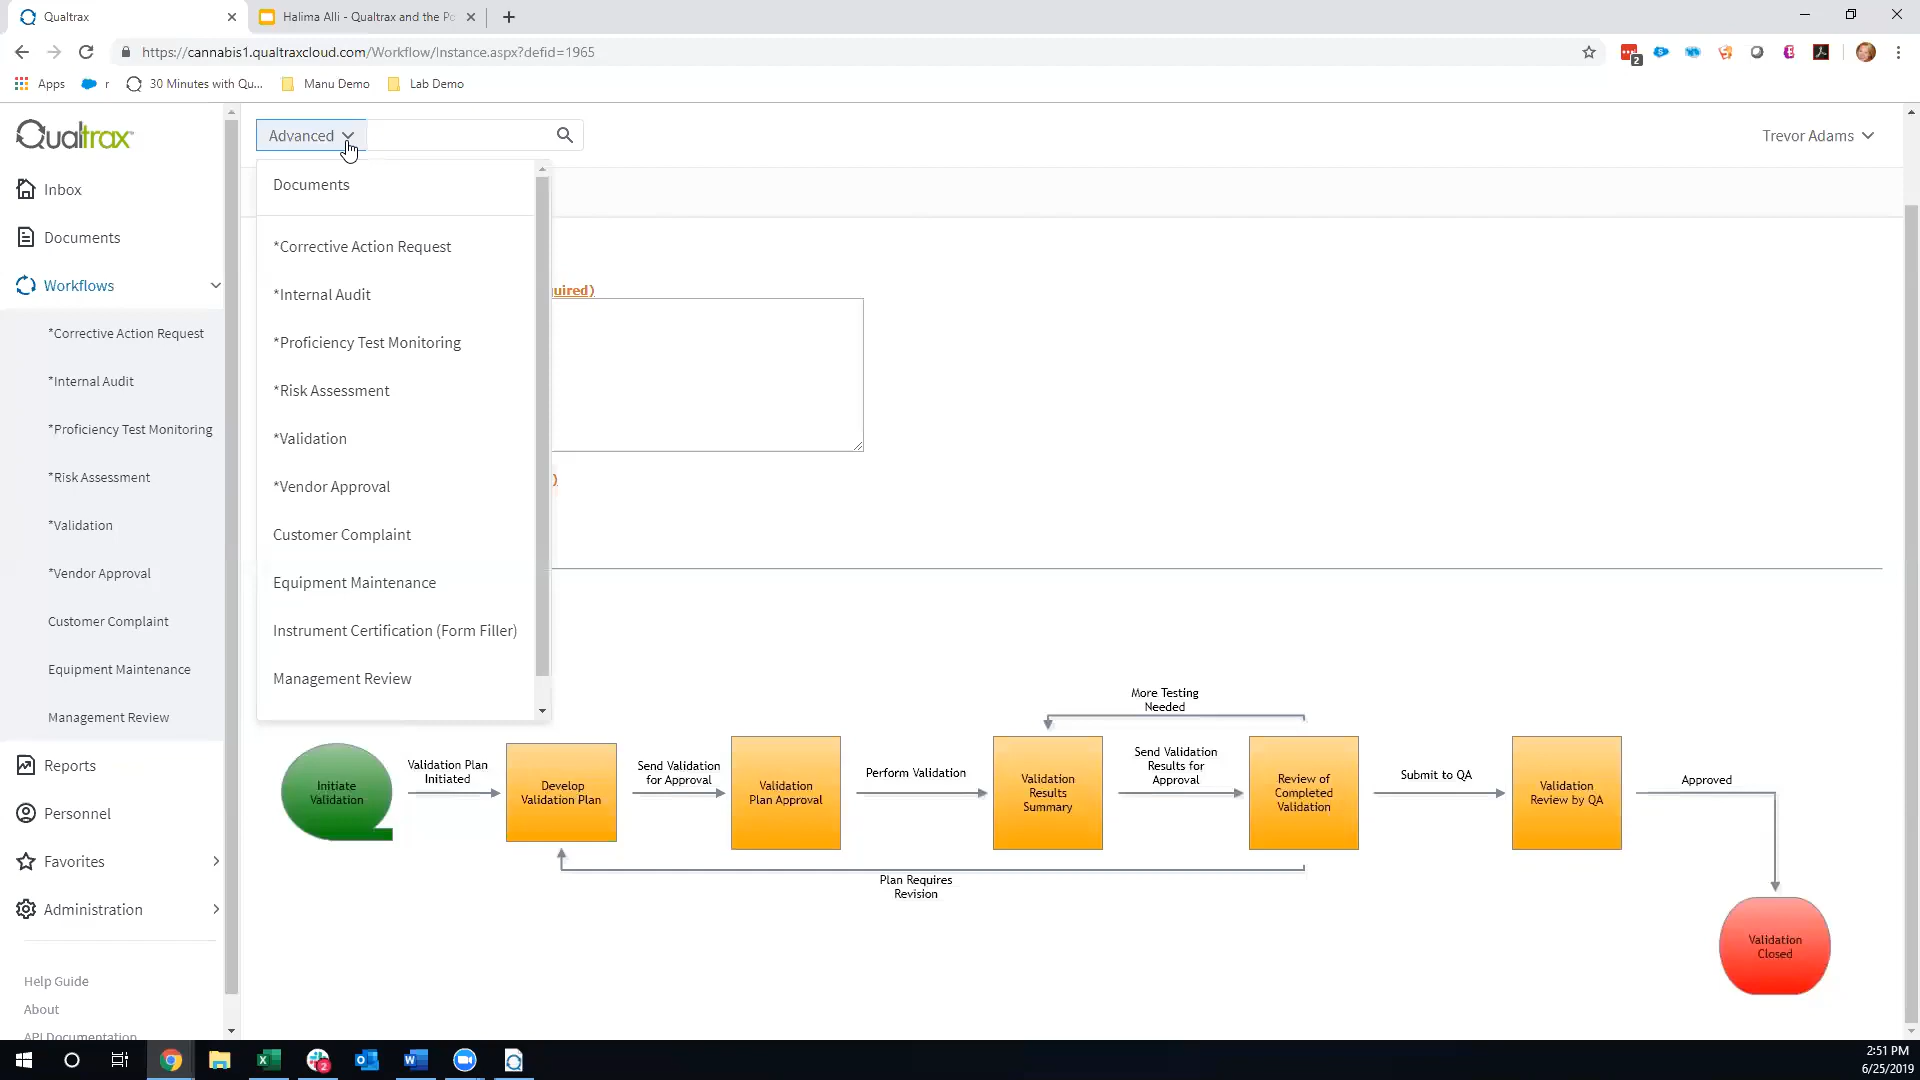 Qualtrax
Halima Alli - Qualtrax and the Po
https://cannabis1.qualtraxcloud.com/Workflow/Instance.aspx?defid=1965
2
Apps
r
30 Minutes with Qu...
Manu Demo
Lab Demo
Qualtrax
Advanced
Trevor Adams
Inbox
Documents
Workflows
*Corrective Action Request
*Internal Audit
*Proficiency Test Monitoring
*Risk Assessment
*Validation
*Vendor Approval
Customer Complaint
Equipment Maintenance
Management Review
Reports
Personnel
Favorites
Administration
Help Guide
About
API Documentation
Documents
*Corrective Action Request
*Internal Audit
*Proficiency Test Monitoring
*Risk Assessment
*Validation
*Vendor Approval
Customer Complaint
Equipment Maintenance
Instrument Certification (Form Filler)
Management Review
uired)
)
More Testing
Needed
Initiate
Validation
Validation Plan
Initiated
Develop
Validation Plan
Send Validation
for Approval
Validation
Plan Approval
Perform Validation
Validation
Results
Summary
Send Validation
Results for
Approval
Review of
Completed
Validation
Submit to QA
Validation
Review by QA
Approved
Plan Requires
Revision
Validation
Closed
2
2:51 PM
6/25/2019